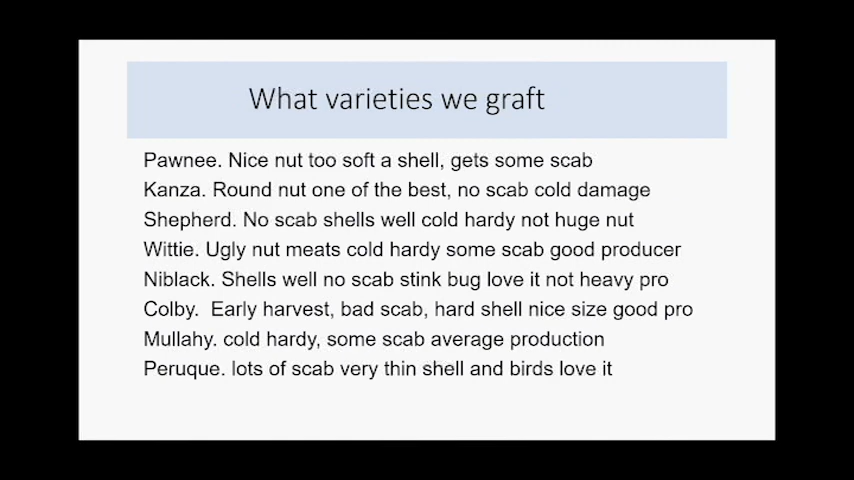 What varieties we graft
Pawnee. Nice nut too soft a shell, gets some scab
Kanza. Round nut one of the best, no scab cold damage
Shepherd. No scab shells well cold hardy not huge nut
Wittie. Ugly nut meats cold hardy some scab good producer
Niblack. Shells well no scab stink bug love it not heavy pro
Colby.  Early harvest, bad scab, hard shell nice size good pro
Mullahy. cold hardy, some scab average production
Peruque. lots of scab very thin shell and birds love it